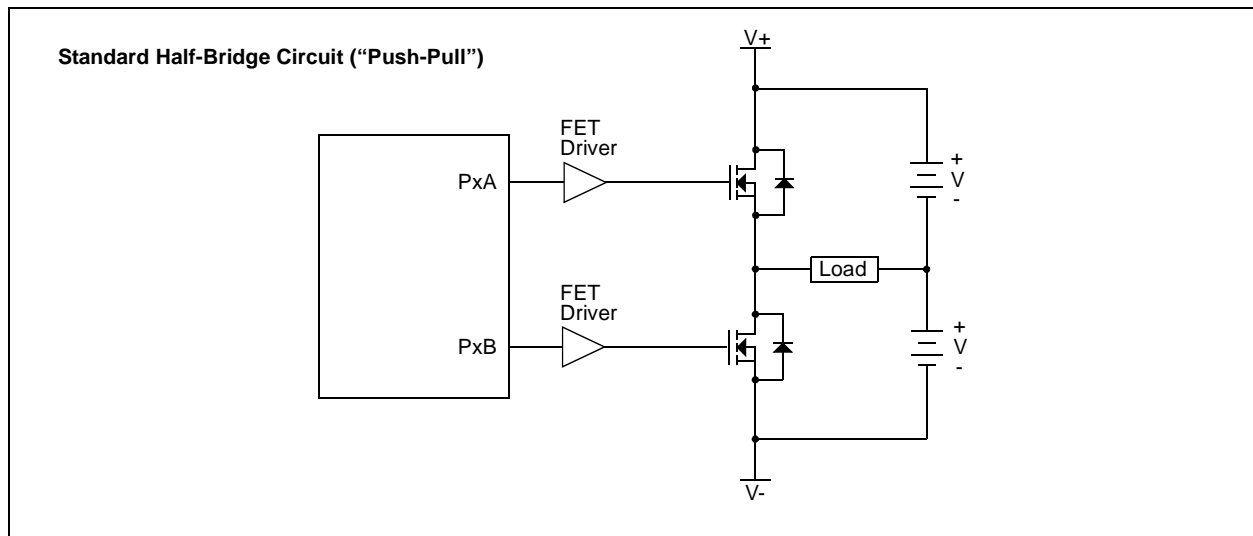 Standard Half-Bridge Circuit (“Push-Pull”)
V+
FET
Driver
PxA
+
V
-
Load
FET
Driver
PxB
+
V
-
V-